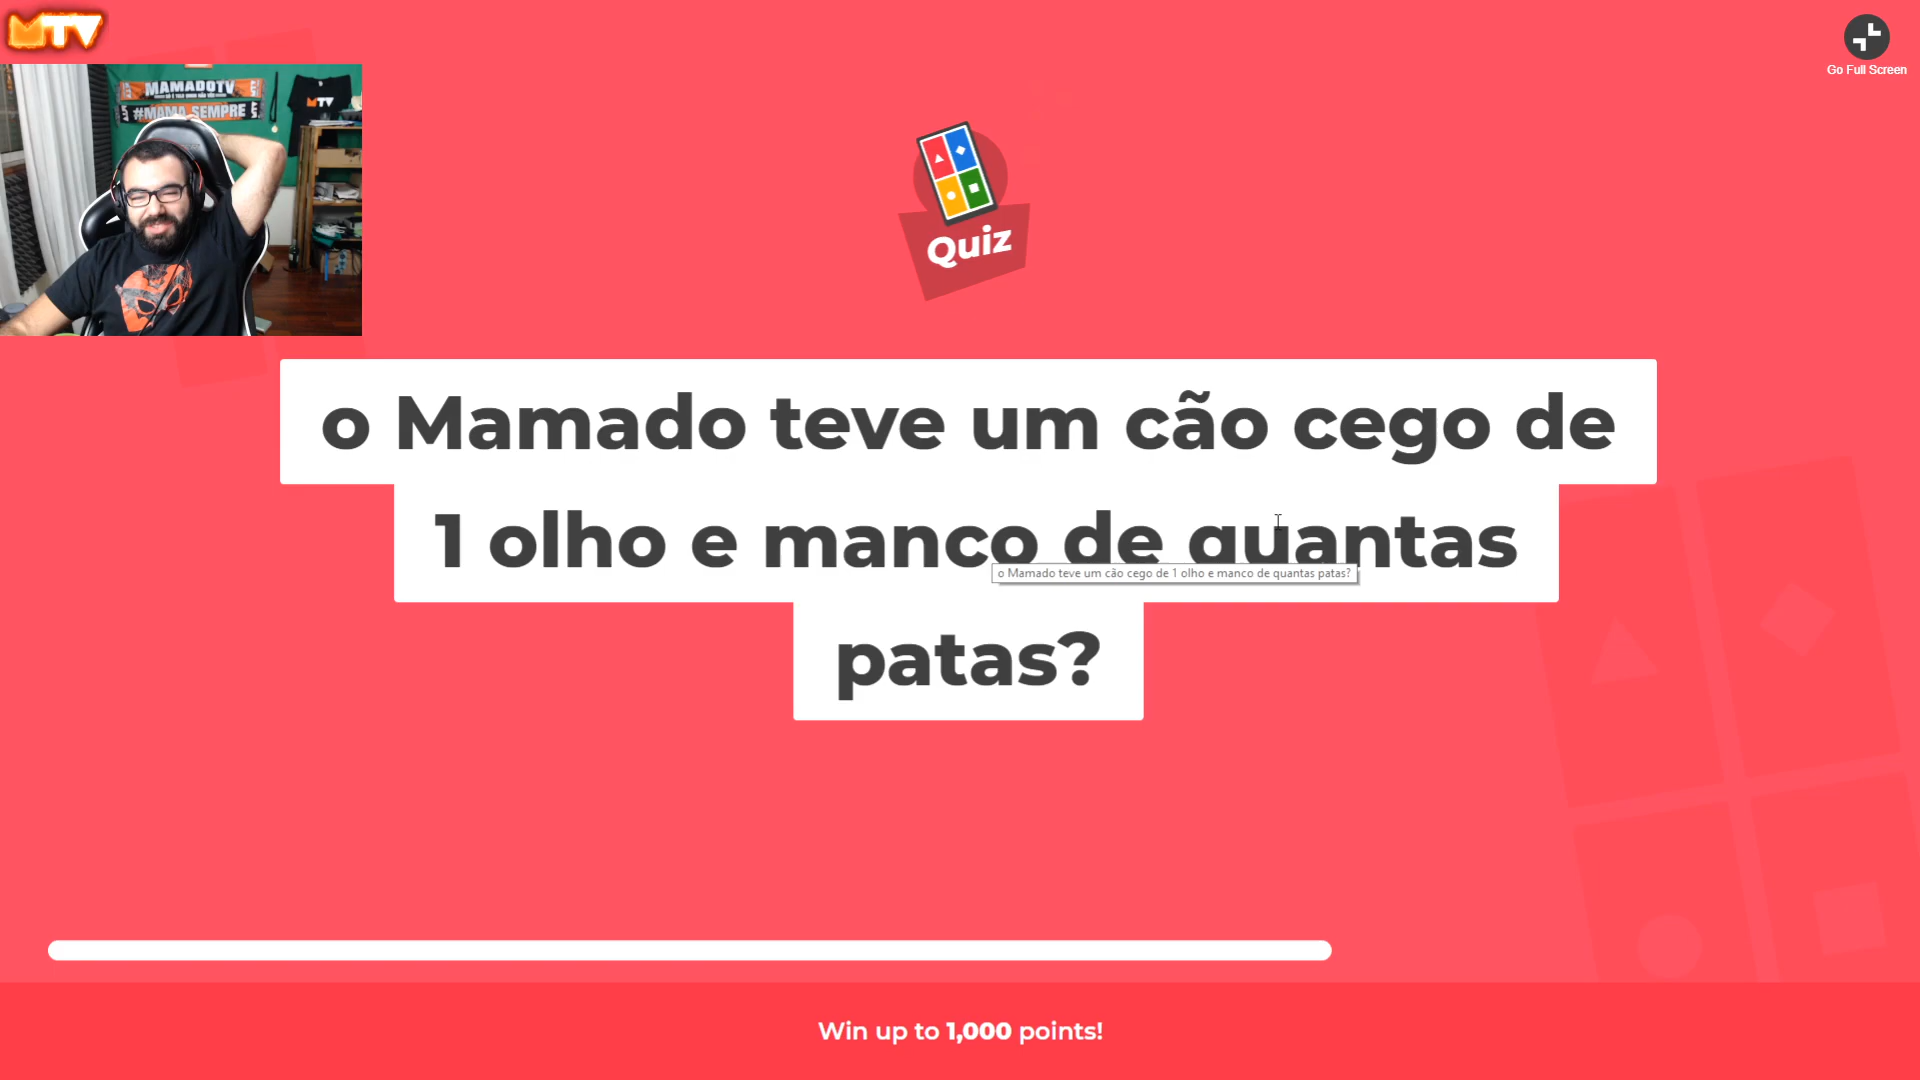 MTV
Go Full Screen
MAMADOTV
#MAMA SEMPRE
MTV
Quiz
o Mamado teve um cão cego de
1 olho e manco de quantas
o Mamado teve um cão cego de 1 olho e manco de quantas patas?
patas?
Win up to 1,000 points!